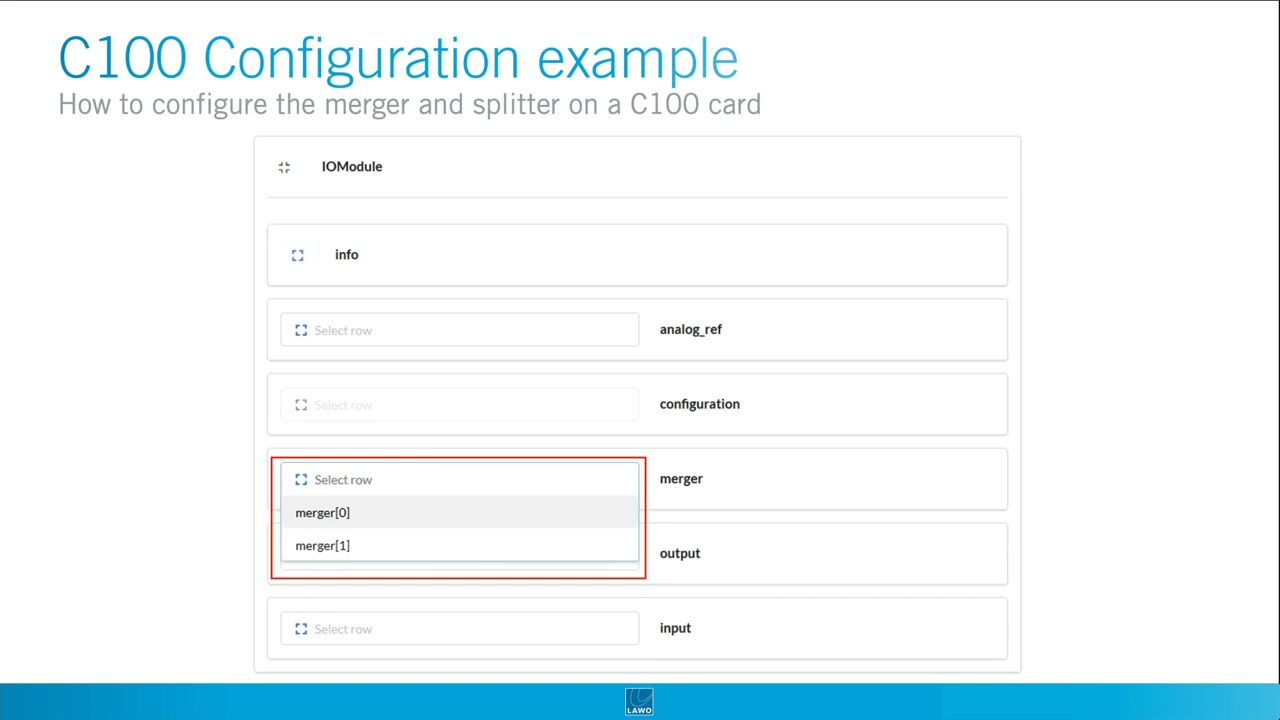 C100 Configuration example
How to configure the merger and splitter on a C100 card
IOModule
info
Select row
analog_ref
Select row
configuration
Select row
merger
merger[0]
merger[1]
output
Select row
input
LAWO